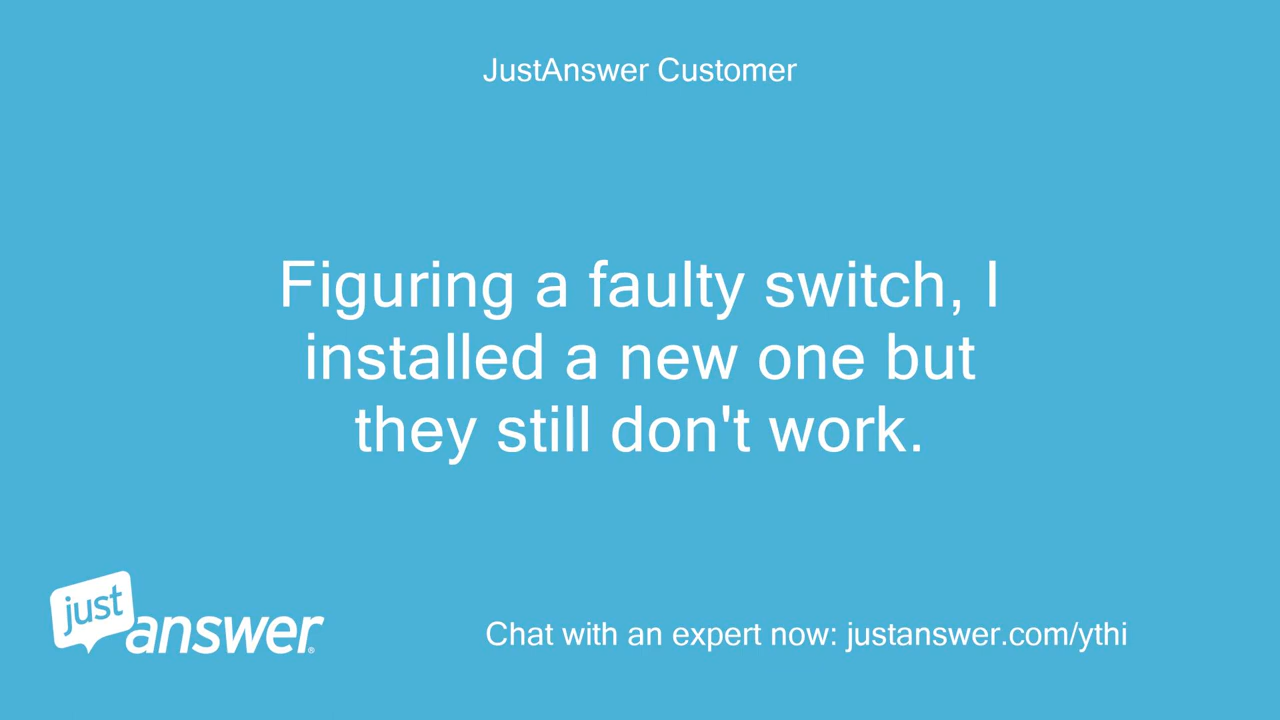 JustAnswer Customer
Figuring a faulty switch, I
installed a new one but
they still don't work.
just
answer®
Chat with an expert now: justanswer.com/ythi